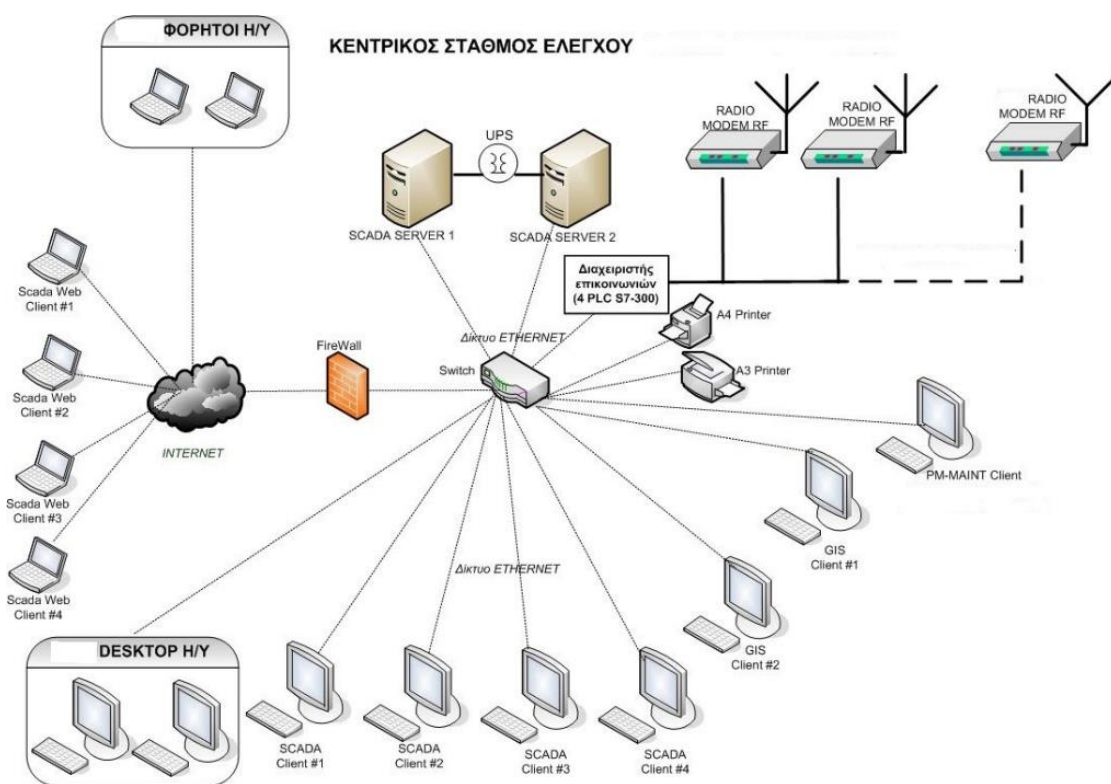 ΦΟΡΗΤΟΙ Η/Υ
ΚΕΝΤΡΙΚΟΣ ΣΤΑΘΜΟΣ ΕΛΕΓΧΟΥ
RADIO
MODEM RF
RADIO
MODEM RF
RADIO
MODEM RF
UPS
SCADA SERVER 1
SCADA SERVER 2
Διαχειριστής
επικοινωνιών
(4 PLC S7-300)
A4 Printer
A3 Printer
Δίκτυο ETHERNET
Switch
FireWall
INTERNET
Scada Web
Client #1
Scada Web
Client #2
Scada Web
Client #3
Scada Web
Client #4
PM-MAINT Client
GIS
Client #1
GIS
Client #2
Δίκτυο ETHERNET
DESKTOP Η/Υ
SCADA
Client #1
SCADA
Client #2
SCADA
Client #3
SCADA
Client #4